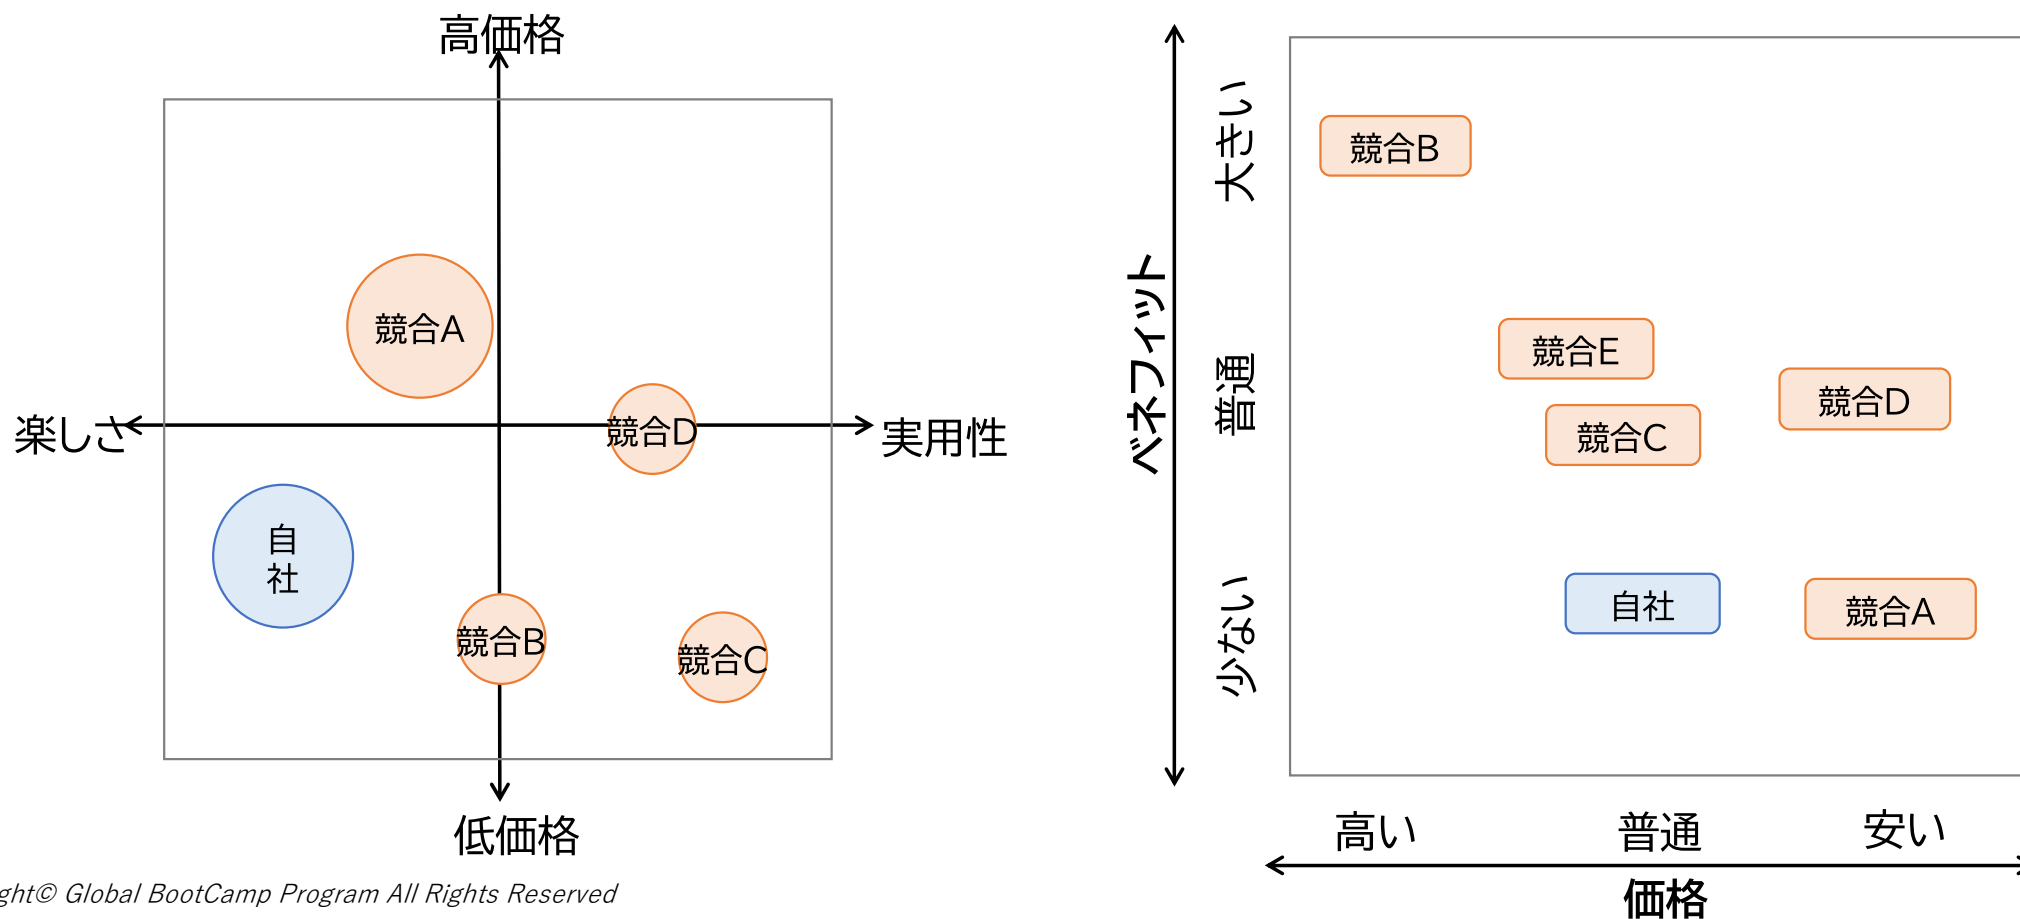 高価格
競合A
楽しさ
実用性
競合D
自
社
競合B
競合C
低価格
ght© Global BootCamp Program All Rights Reserved
ベネフィット
大きい
普通
少ない
競合B
競合E
競合D
競合C
自社
競合A
高い
普通
安い
価格